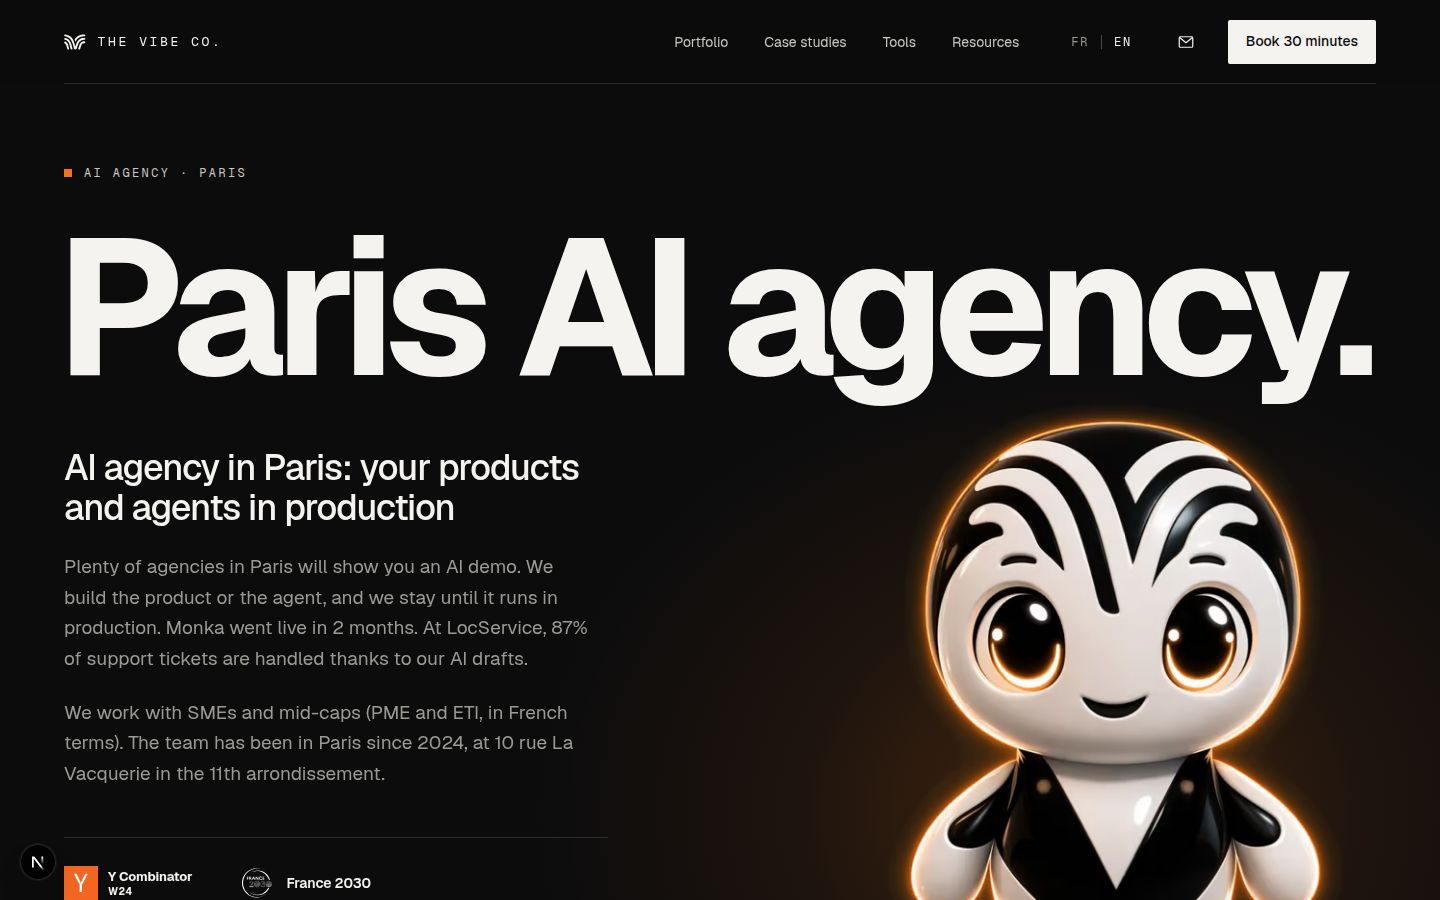 THE VIBE CO.
Portfolio
Case studies
Tools
Resources
FR | EN
Book 30 minutes
AI AGENCY · PARIS
Paris AI agency.
AI agency in Paris: your products
and agents in production
Plenty of agencies in Paris will show you an AI demo. We
build the product or the agent, and we stay until it runs in
production. Monka went live in 2 months. At LocService, 87%
of support tickets are handled thanks to our AI drafts.
We work with SMEs and mid-caps (PME and ETI, in French
terms). The team has been in Paris since 2024, at 10 rue La
Vacquerie in the 11th arrondissement.
N
Y
Y Combinator
W24
FRANCE
2030
France 2030